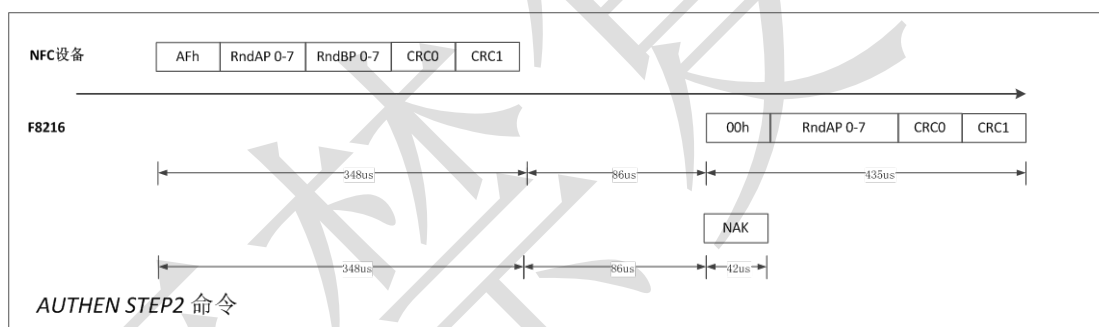 NFC设备 AFh RndAP 0-7 RndBP 0-7 CRC0 CRC1
F8216 00h RndAP 0-7 CRC0 CRC1
348us 86us 435us
NAK
348us 86us 42us
AUTHEN STEP2 命令